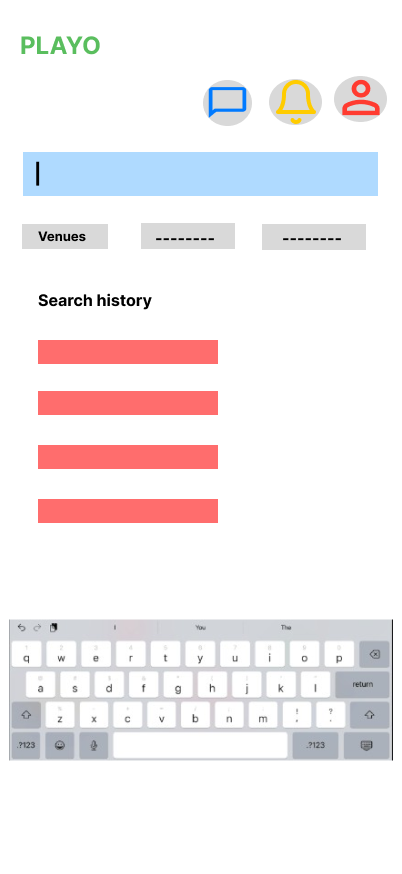 PLAYO
Venues -------- --------
Search history
I You The
q w e r t y u i o p
a s d f g h j k l return
z x c v b n m ! , ? .
.?123 .?123